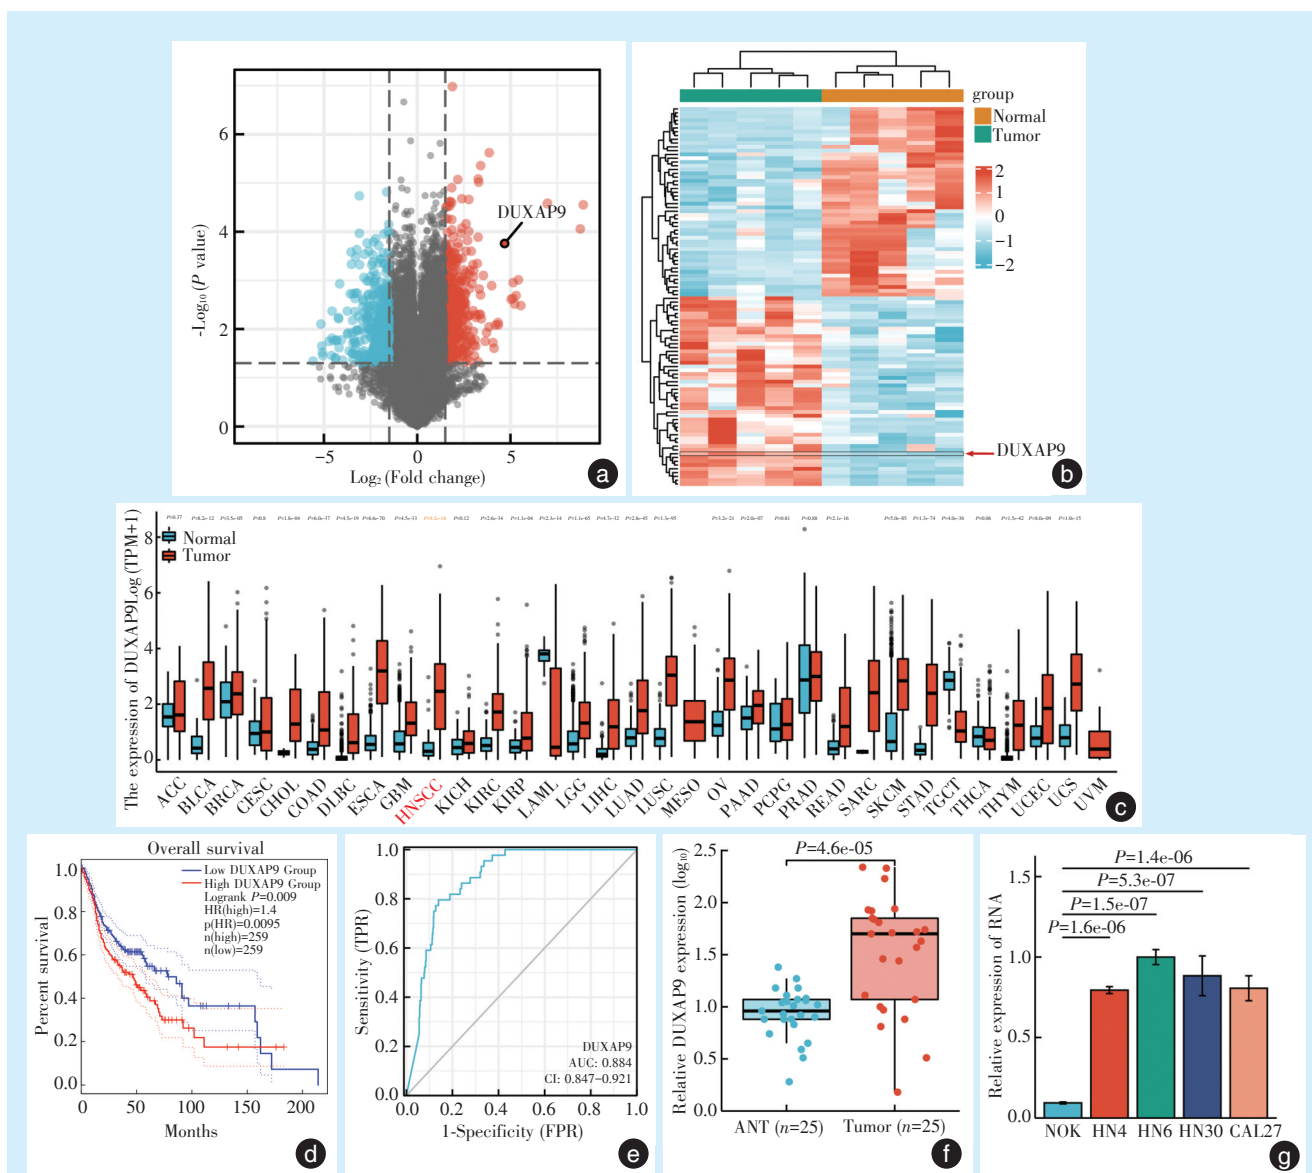 6
4
2
0
−5
0
5
-Log₁₀ (P value)
Log₂ (Fold change)
DUXAP9
a
group
Normal
Tumor
2
1
0
−1
−2
DUXAP9
b
The expression of DUXAP9Log (TPM+1)
8
6
4
2
0
Normal
Tumor
ACC
BLCA
BRCA
CESC
CHOL
COAD
DLBC
ESCA
GBM
HNSCC
KICH
KIRC
KIRP
LAML
LGG
LIHC
LUAD
LUSC
MESO
OV
PAAD
PCPG
PRAD
READ
SARC
SKCM
STAD
TGCT
THCA
THYM
UCEC
UCS
UVM
c
Overall survival
Low DUXAP9 Group
High DUXAP9 Group
Logrank P=0.009
HR(high)=1.4
p(HR)=0.0095
n(high)=259
n(low)=259
Percent survival
1.0
0.8
0.6
0.4
0.2
0.0
0
50
100
150
200
Months
d
Sensitivity (TPR)
1.0
0.8
0.6
0.4
0.2
0.0
0.0
0.2
0.4
0.6
0.8
1.0
1-Specificity (FPR)
DUXAP9
AUC: 0.884
CI: 0.847−0.921
e
Relative DUXAP9 expression (log₁₀)
2.5
2.0
1.5
1.0
0.5
0.0
P=4.6e-05
ANT (n=25)
Tumor (n=25)
f
Relative expression of RNA
1.5
1.0
0.5
0.0
P=1.4e-06
P=5.3e-07
P=1.5e-07
P=1.6e-06
NOK
HN4
HN6
HN30
CAL27
g